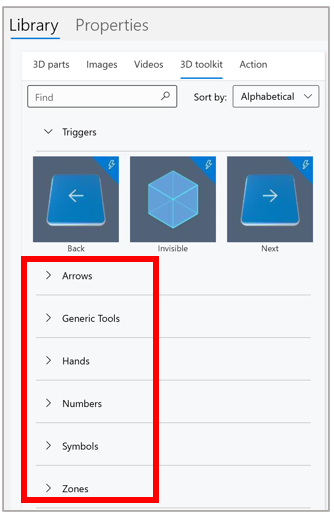 Library Properties
3D parts Images Videos 3D toolkit Action
Find Sort by: Alphabetical
Triggers
Back Invisible Next
Arrows
Generic Tools
Hands
Numbers
Symbols
Zones